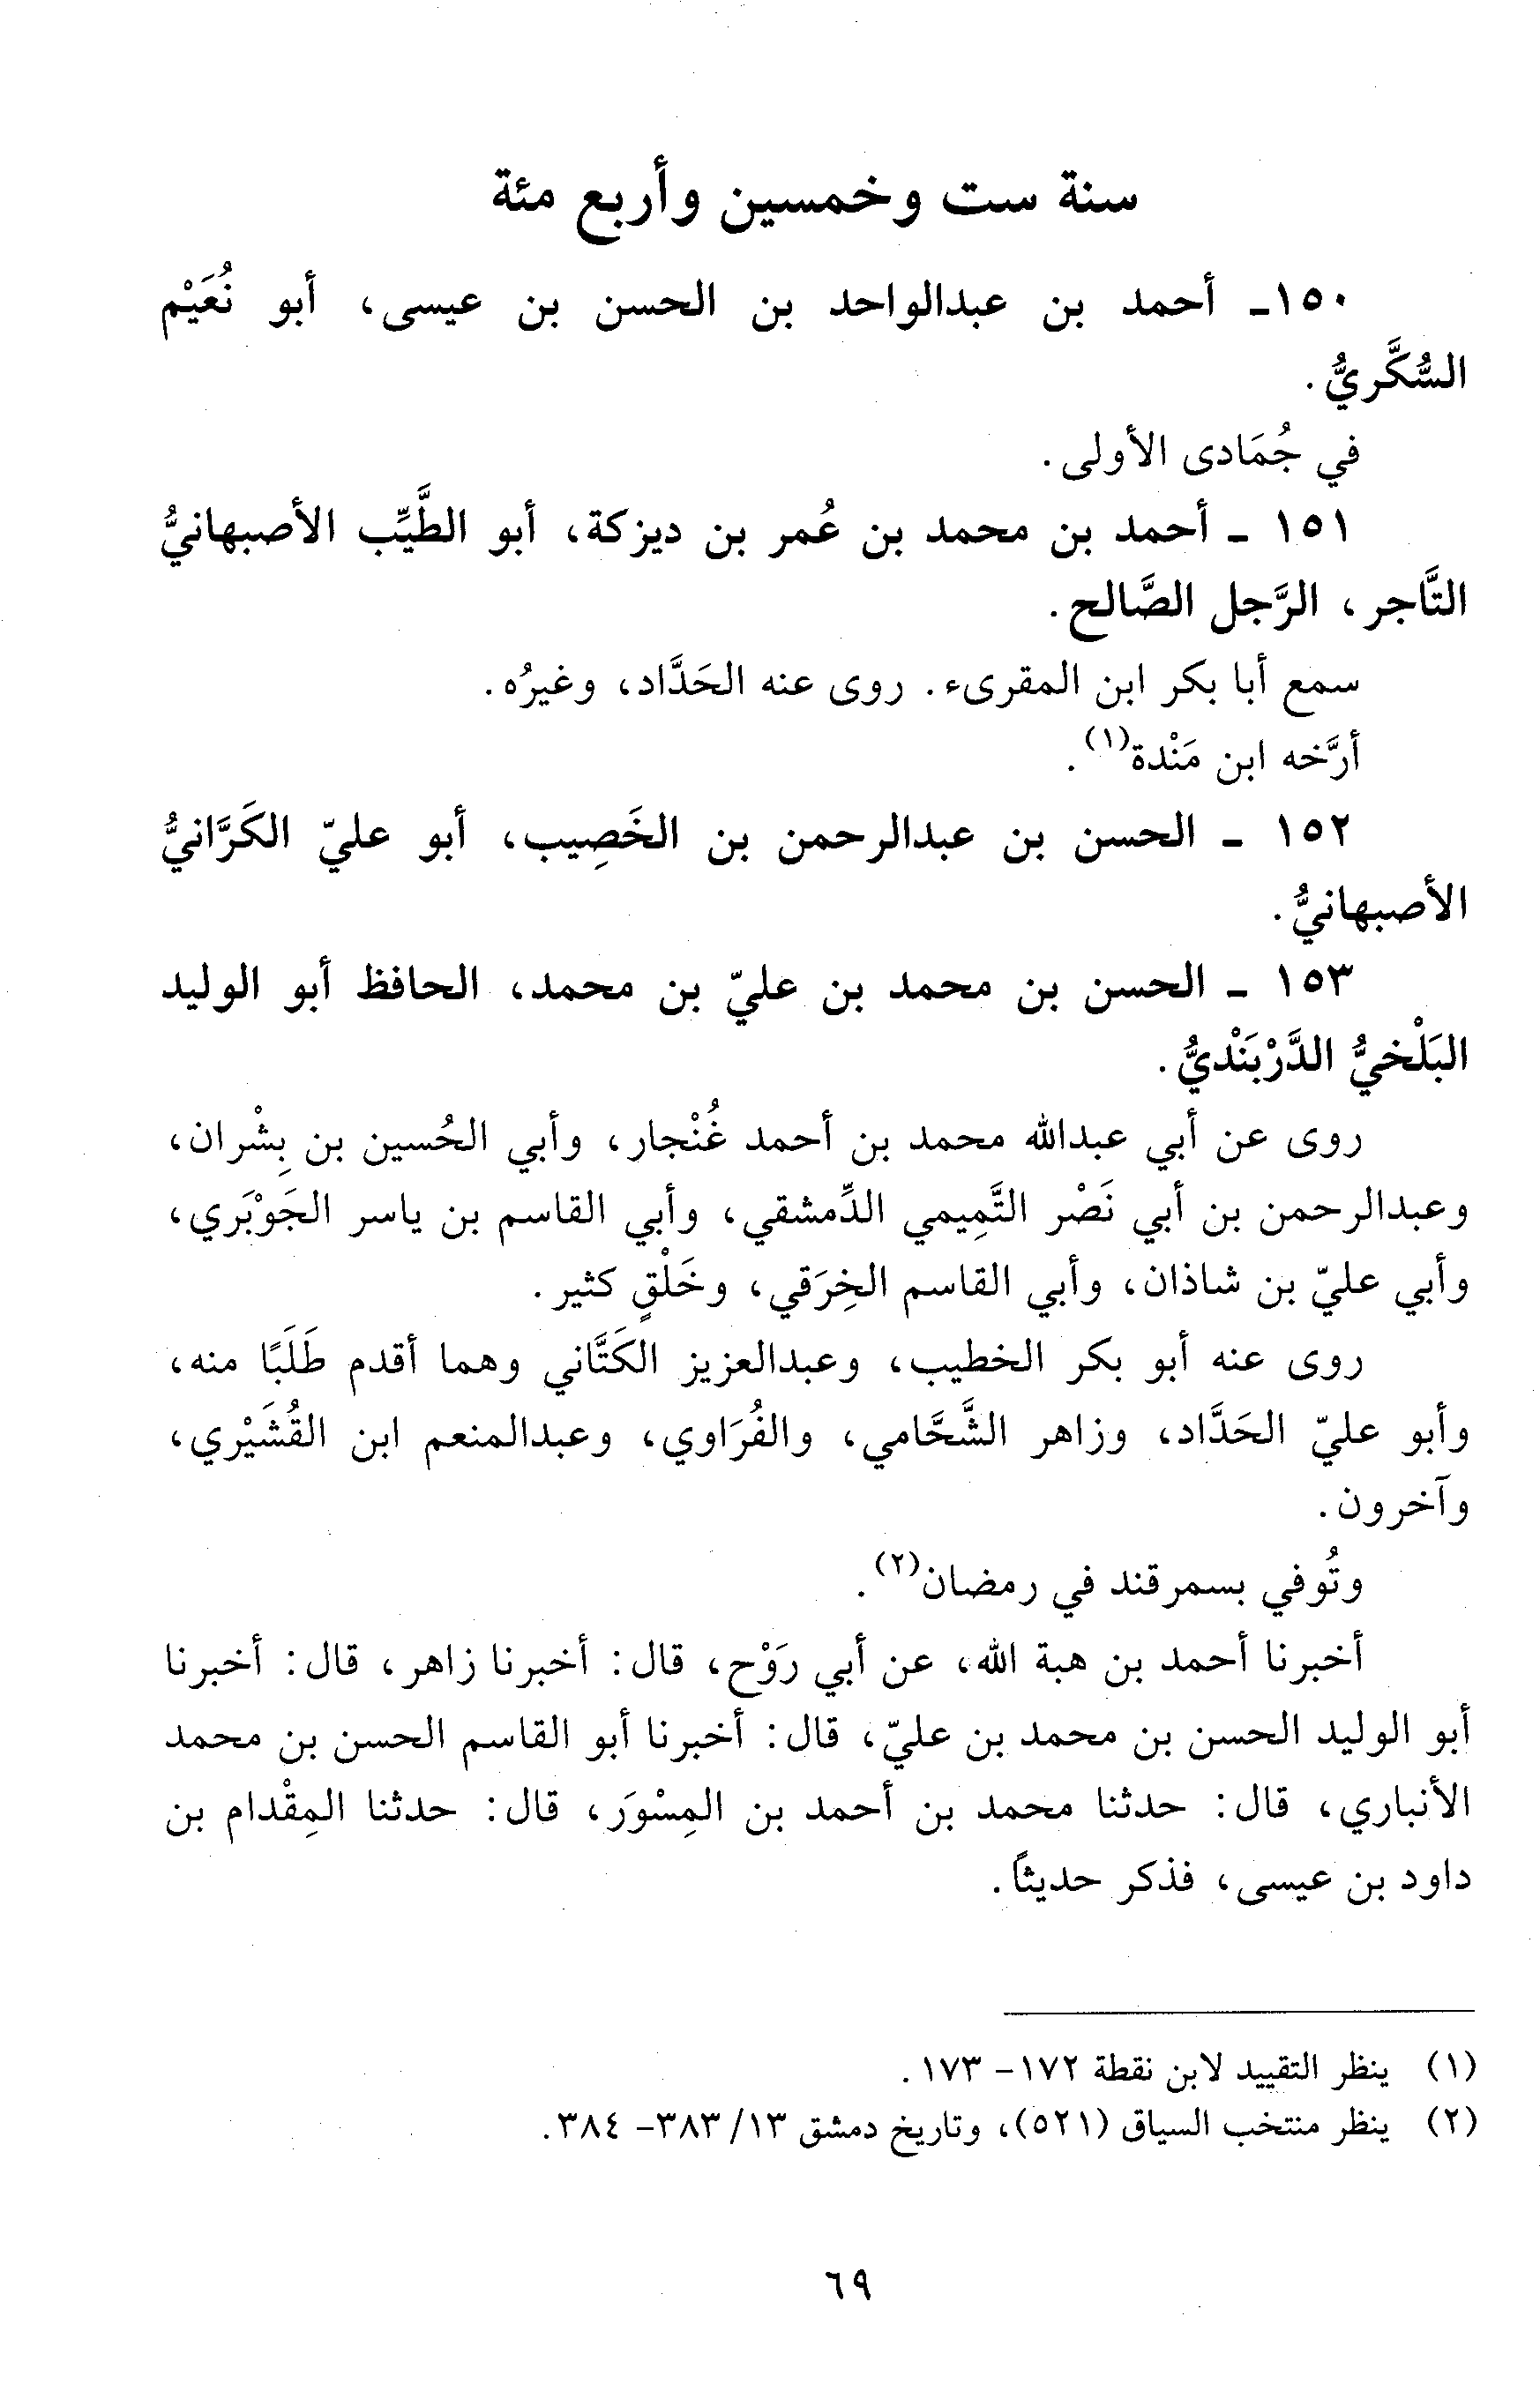 سنة ست وخمسين وأربع مئة
١٥٠- أحمد بن عبدالواحد بن الحسن بن عيسى، أبو نُعَيْم
السُّكَّريُّ.
في جُمَادى الأولى.
١٥١ - أحمد بن محمد بن عُمر بن ديزكة، أبو الطَّيِّب الأصبهانيُّ
التَّاجر، الرَّجل الصَّالح.
سمع أبا بكر ابن المقرىء. روى عنه الحَدَّاد، وغيرُه.
أرَّخه ابن مَنْدة(١).
١٥٢ - الحسن بن عبدالرحمن بن الخَصِيب، أبو عليّ الكَرَّانيُّ
الأصبهانيُّ.
١٥٣ - الحسن بن محمد بن عليّ بن محمد، الحافظ أبو الوليد
البَلْخيُّ الدَّرْبَنْديُّ.
روى عن أبي عبدالله محمد بن أحمد غُنْجار، وأبي الحُسين بن بِشْران،
وعبدالرحمن بن أبي نَصْر التَّمِيمي الدِّمشقي، وأبي القاسم بن ياسر الجَوْبَري،
وأبي عليّ بن شاذان، وأبي القاسم الخِرَقي، وخَلْقٍ كثير.
روى عنه أبو بكر الخطيب، وعبدالعزيز الكَتَّاني وهما أقدم طَلَبًا منه،
وأبو عليّ الحَدَّاد، وزاهر الشَّحَّامي، والفُرَاوي، وعبدالمنعم ابن القُشَيْري،
وآخرون.
وتُوفي بسمرقند في رمضان(٢).
أخبرنا أحمد بن هبة الله، عن أبي رَوْح، قال: أخبرنا زاهر، قال: أخبرنا
أبو الوليد الحسن بن محمد بن عليّ، قال: أخبرنا أبو القاسم الحسن بن محمد
الأنباري، قال: حدثنا محمد بن أحمد بن المِسْوَر، قال: حدثنا المِقْدام بن
داود بن عيسى، فذكر حديثاً.
(١) ينظر التقييد لابن نقطة ١٧٢- ١٧٣.
(٢) ينظر منتخب السياق (٥٢١)، وتاريخ دمشق ١٣/ ٣٨٣- ٣٨٤.
٦٩